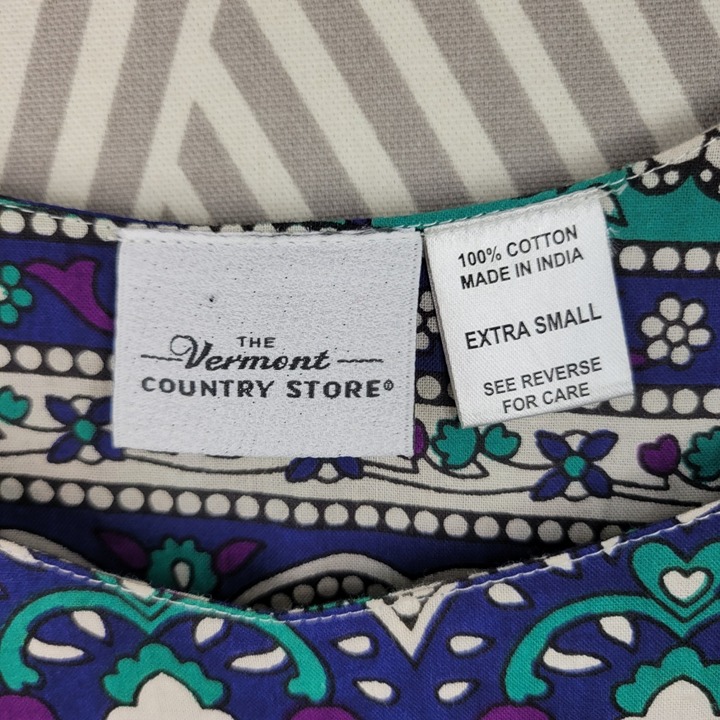 THE
Vermont
COUNTRY STORE®
100% COTTON
MADE IN INDIA
EXTRA SMALL
SEE REVERSE
FOR CARE